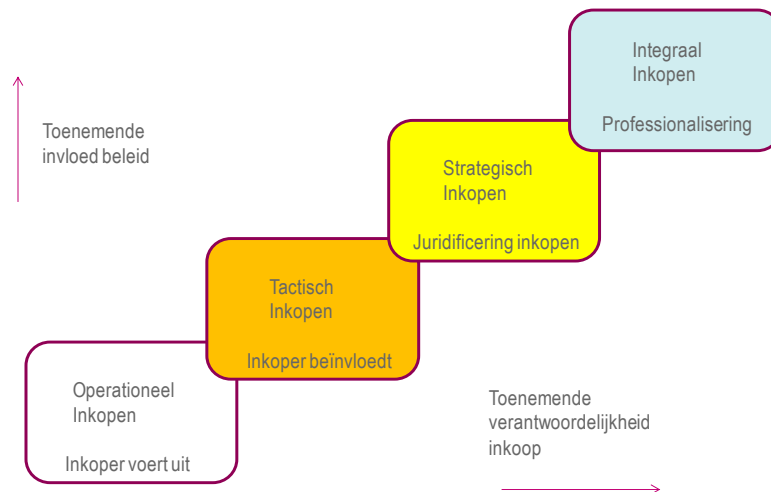 Integraal
Inkopen
Professionalisering
Toenemende
invloed beleid
Strategisch
Inkopen
Juridificering inkopen
Tactisch
Inkopen
Inkoper beïnvloedt
Operationeel
Inkopen
Inkoper voert uit
Toenemende
verantwoordelijkheid
inkoop